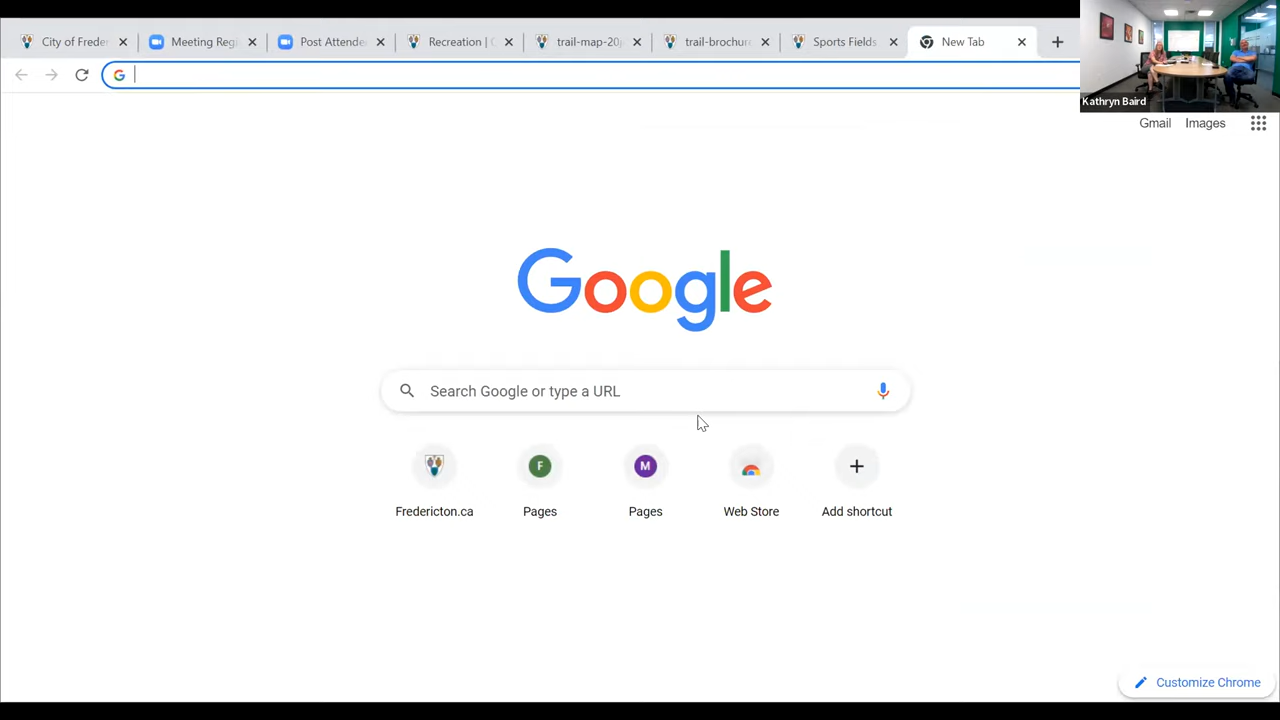 City of Freder
Meeting Regi
Post Attende
Recreation
trail-map-20
trail-brochur
Sports Fields
New Tab
Kathryn Baird
Gmail Images
Google
Search Google or type a URL
F
M
Fredericton.ca
Pages
Pages
Web Store
Add shortcut
Customize Chrome